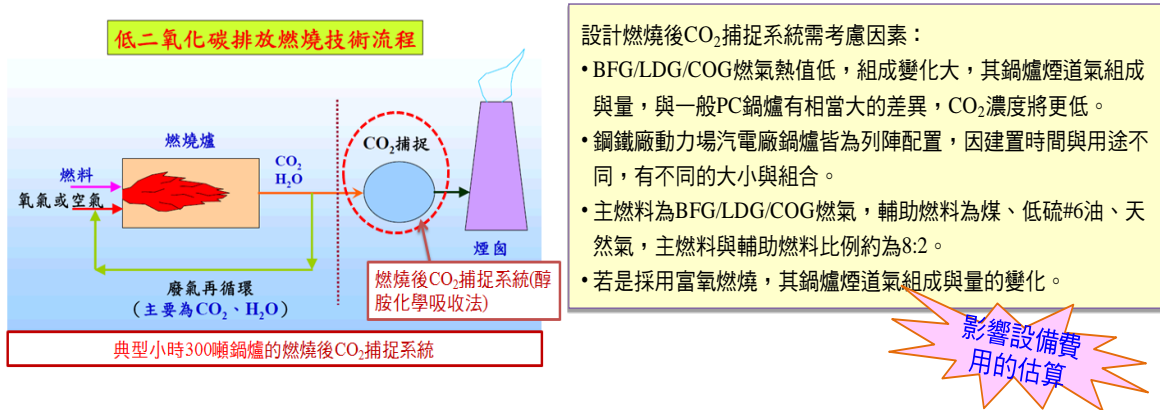 低二氧化碳排放燃燒技術流程
燃燒爐
燃料
氧氣或空氣
CO₂
H₂O
CO₂捕捉
煙囪
廢氣再循環
（主要為CO₂、H₂O）
燃燒後CO₂捕捉系統(醇
胺化學吸收法)
典型小時300噸鍋爐的燃燒後CO₂捕捉系統
設計燃燒後CO₂捕捉系統需考慮因素：
• BFG/LDG/COG燃氣熱值低，組成變化大，其鍋爐煙道氣組成
與量，與一般PC鍋爐有相當大的差異，CO₂濃度將更低。
• 鋼鐵廠動力場汽電廠鍋爐皆為列陣配置，因建置時間與用途不
同，有不同的大小與組合。
• 主燃料為BFG/LDG/COG燃氣，輔助燃料為煤、低硫#6油、天
然氣，主燃料與輔助燃料比例約為8:2。
• 若是採用富氧燃燒，其鍋爐煙道氣組成與量的變化。
影響設備費
用的估算